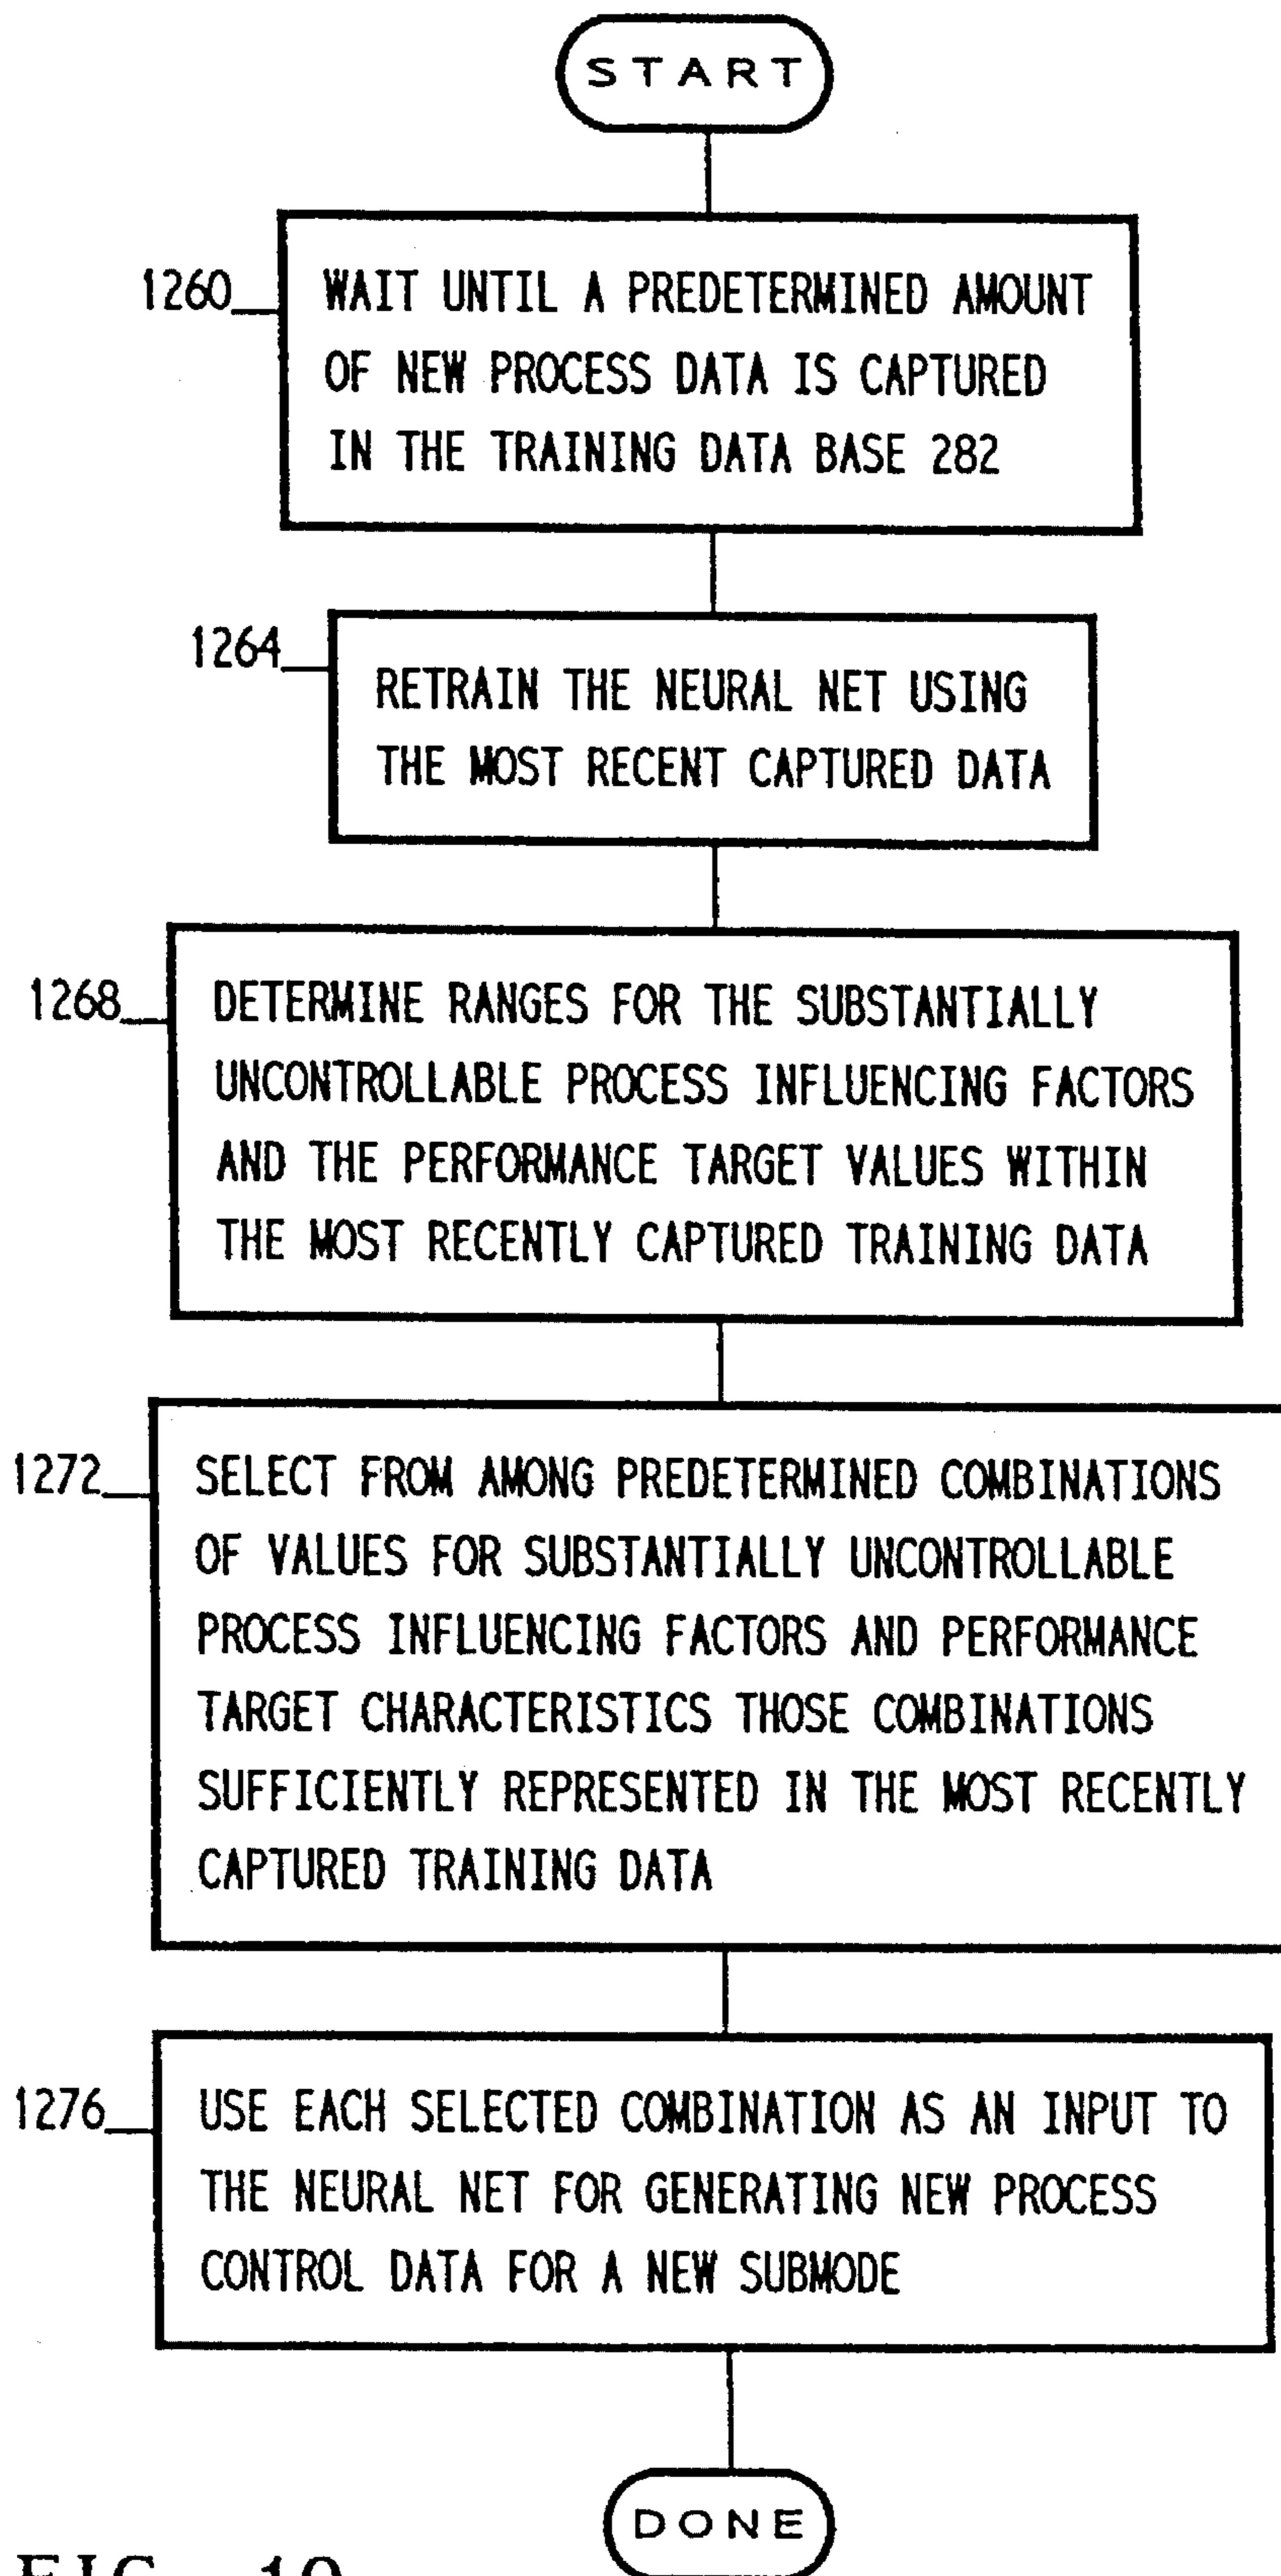 START
1260
WAIT UNTIL A PREDETERMINED AMOUNT
OF NEW PROCESS DATA IS CAPTURED
IN THE TRAINING DATA BASE 282
1264
RETRAIN THE NEURAL NET USING
THE MOST RECENT CAPTURED DATA
1268
DETERMINE RANGES FOR THE SUBSTANTIALLY
UNCONTROLLABLE PROCESS INFLUENCING FACTORS
AND THE PERFORMANCE TARGET VALUES WITHIN
THE MOST RECENTLY CAPTURED TRAINING DATA
1272
SELECT FROM AMONG PREDETERMINED COMBINATIONS
OF VALUES FOR SUBSTANTIALLY UNCONTROLLABLE
PROCESS INFLUENCING FACTORS AND PERFORMANCE
TARGET CHARACTERISTICS THOSE COMBINATIONS
SUFFICIENTLY REPRESENTED IN THE MOST RECENTLY
CAPTURED TRAINING DATA
1276
USE EACH SELECTED COMBINATION AS AN INPUT TO
THE NEURAL NET FOR GENERATING NEW PROCESS
CONTROL DATA FOR A NEW SUBMODE
DONE
FIG.